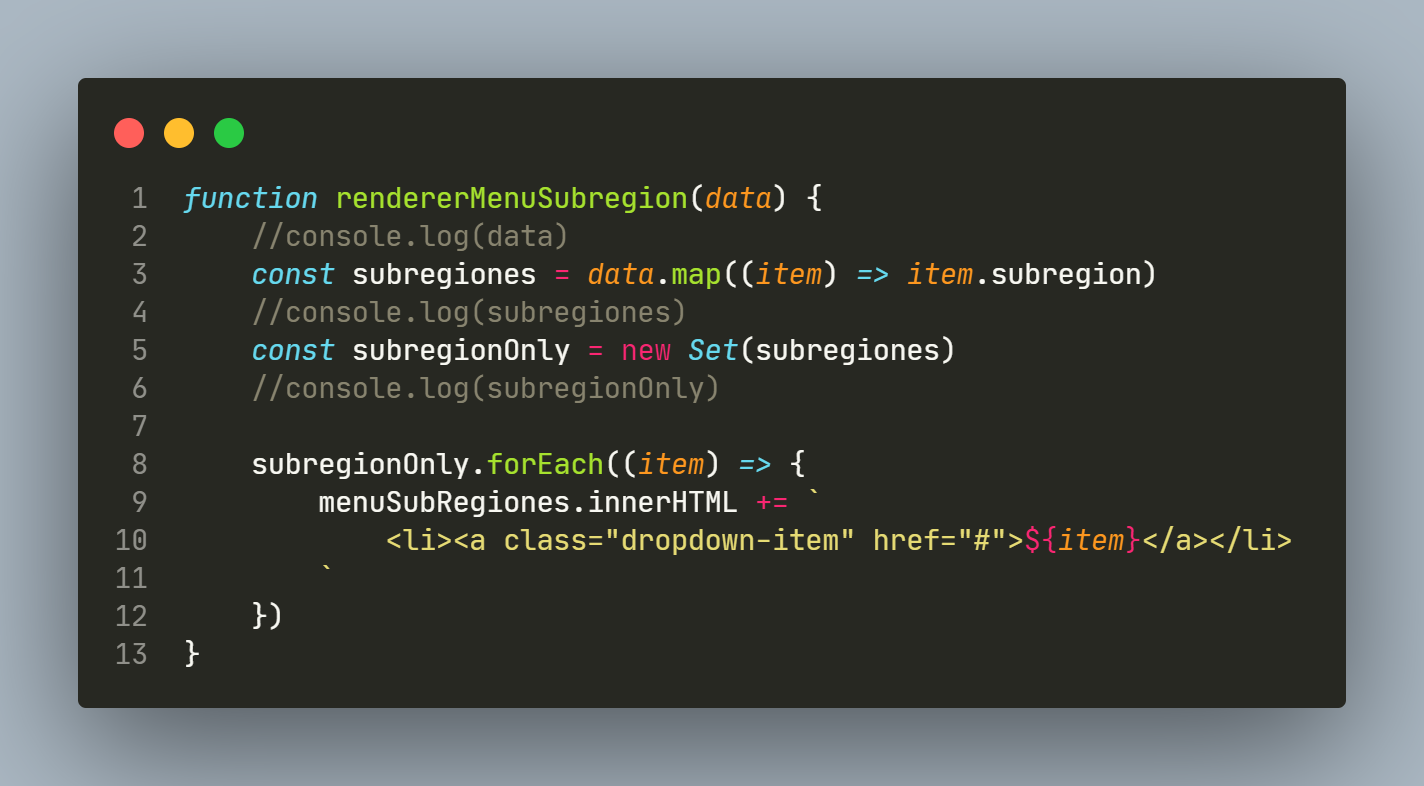 1 function rendererMenuSubregion(data) {
2     //console.log(data)
3     const subregiones = data.map((item) => item.subregion)
4     //console.log(subregiones)
5     const subregionOnly = new Set(subregiones)
6     //console.log(subregionOnly)
7
8     subregionOnly.forEach((item) => {
9         menuSubRegiones.innerHTML += `
10             <li><a class="dropdown-item" href="#">${item}</a></li>
11         `
12     })
13 }